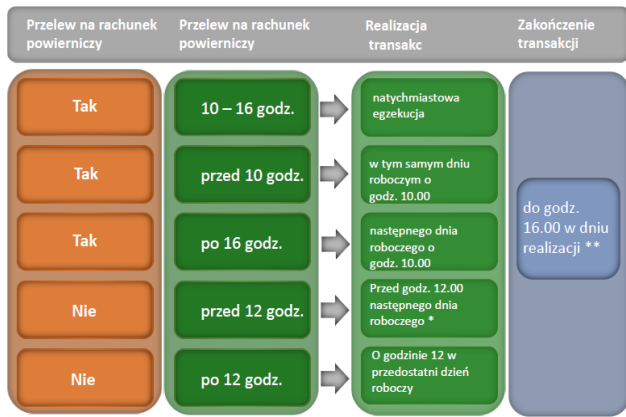 Przelew na rachunek
powierniczy
Przelew na rachunek
powierniczy
Realizacja
transakc
Zakończenie
transakcji
Tak
10 – 16 godz.
natychmiastowa
egzekucja
Tak
przed 10 godz.
w tym samym dniu
roboczym o
godz. 10.00
Tak
po 16 godz.
następnego dnia
roboczego o
godz. 10.00
do godz.
16.00 w dniu
realizacji **
Nie
przed 12 godz.
Przed godz. 12.00
następnego dnia
roboczego *
Nie
po 12 godz.
O godzinie 12 w
przedostatni dzień
roboczy